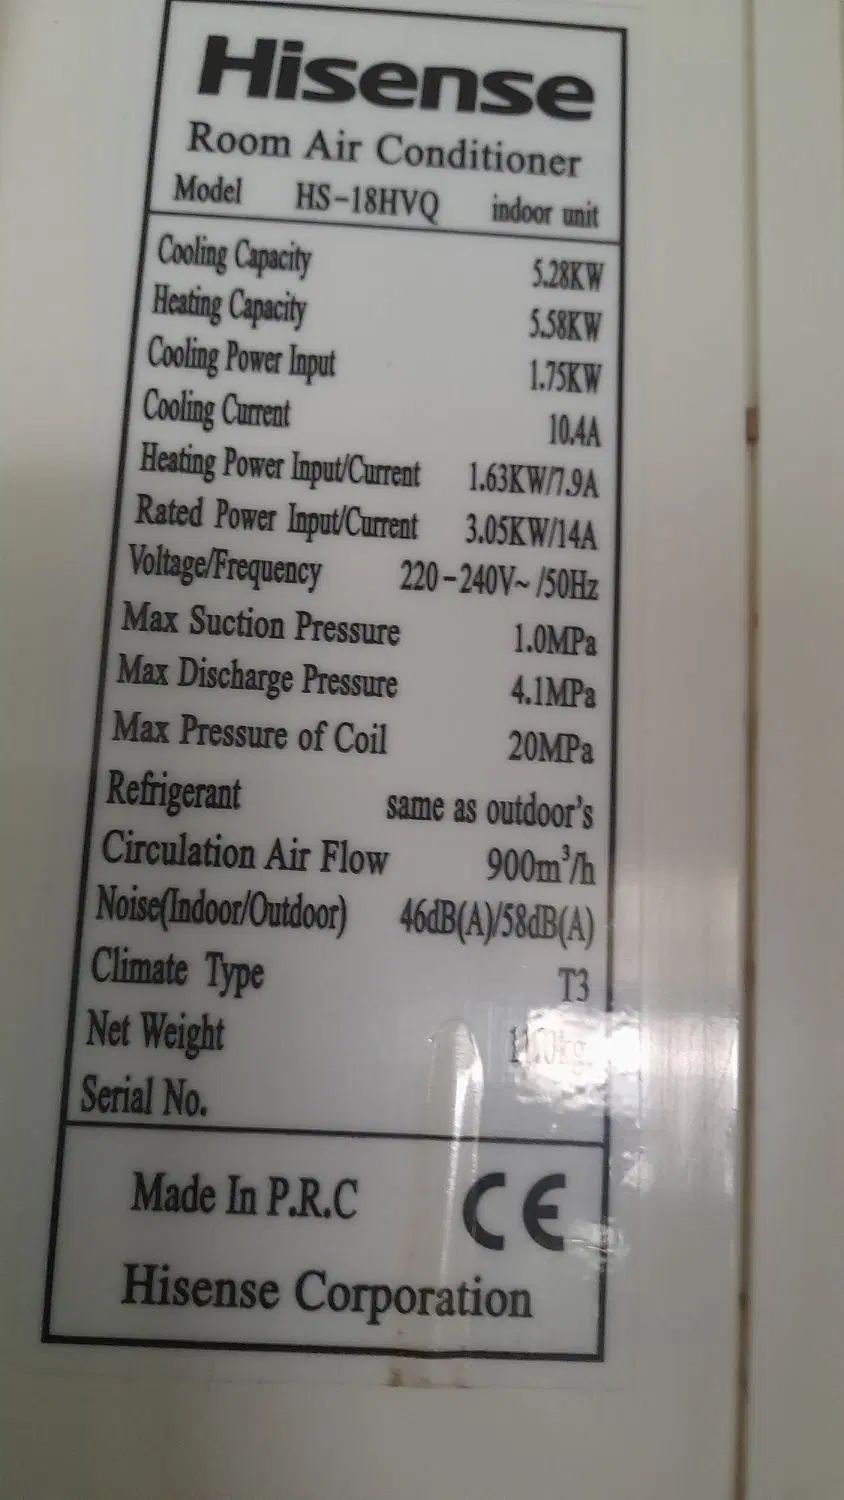 Hisense
Room Air Conditioner
Model HS-18HVQ indoor unit
Cooling Capacity 5.28KW
Heating Capacity 5.58KW
Cooling Power Input 1.75KW
Cooling Current 10.4A
Heating Power Input/Current 1.63KW/7.9A
Rated Power Input/Current 3.05KW/14A
Voltage/Frequency 220-240V~ /50Hz
Max Suction Pressure 1.0MPa
Max Discharge Pressure 4.1MPa
Max Pressure of Coil 20MPa
Refrigerant same as outdoor's
Circulation Air Flow 900m³/h
Noise(Indoor/Outdoor) 46dB(A)/58dB(A)
Climate Type T3
Net Weight
Serial No.
Made In P.R.C CE
Hisense Corporation